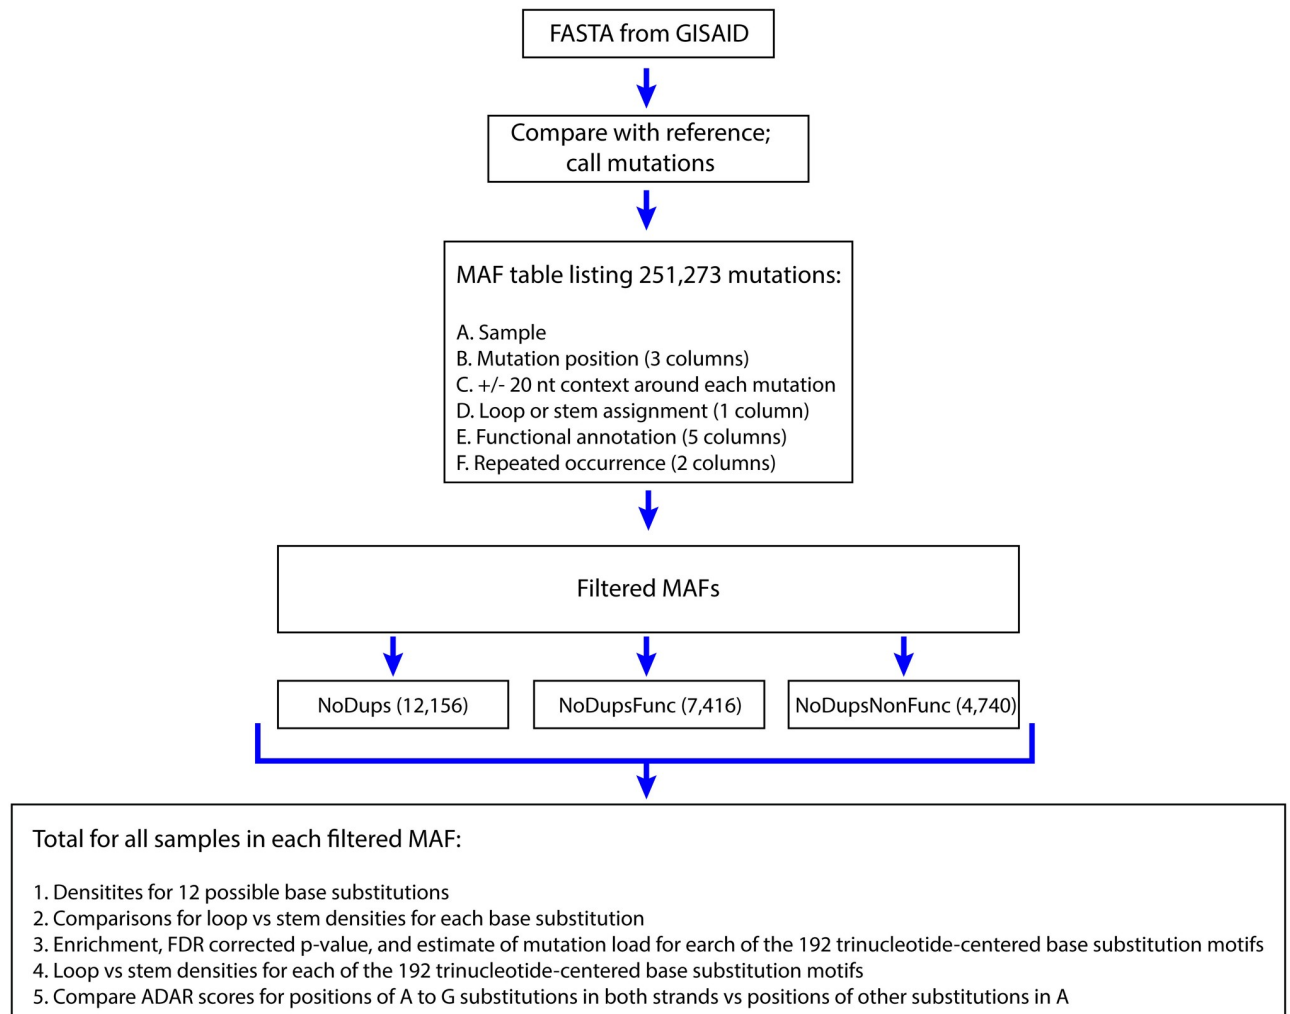 FASTA from GISAID
Compare with reference;
call mutations
MAF table listing 251,273 mutations:
A. Sample
B. Mutation position (3 columns)
C. +/- 20 nt context around each mutation
D. Loop or stem assignment (1 column)
E. Functional annotation (5 columns)
F. Repeated occurrence (2 columns)
Filtered MAFs
NoDups (12,156)
NoDupsFunc (7,416)
NoDupsNonFunc (4,740)
Total for all samples in each filtered MAF:
1. Densitites for 12 possible base substitutions
2. Comparisons for loop vs stem densities for each base substitution
3. Enrichment, FDR corrected p-value, and estimate of mutation load for earch of the 192 trinucleotide-centered base substitution motifs
4. Loop vs stem densities for each of the 192 trinucleotide-centered base substitution motifs
5. Compare ADAR scores for positions of A to G substitutions in both strands vs positions of other substitutions in A